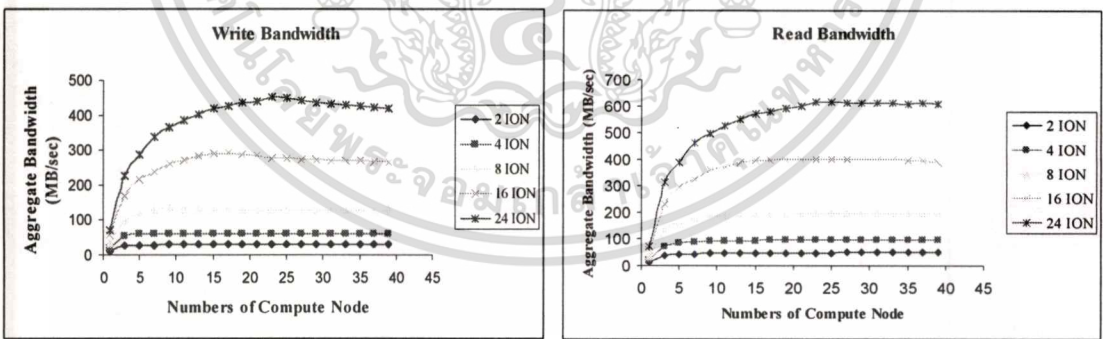 Write Bandwidth
Aggregate Bandwidth
(MB/sec)
500
400
300
200
100
0
0 5 10 15 20 25 30 35 40 45
Numbers of Compute Node
2 ION
4 ION
8 ION
16 ION
24 ION
Read Bandwidth
Aggregate Bandwidth (MB/sec)
700
600
500
400
300
200
100
0
0 5 10 15 20 25 30 35 40 45
Numbers of Compute Node
2 ION
4 ION
8 ION
16 ION
24 ION